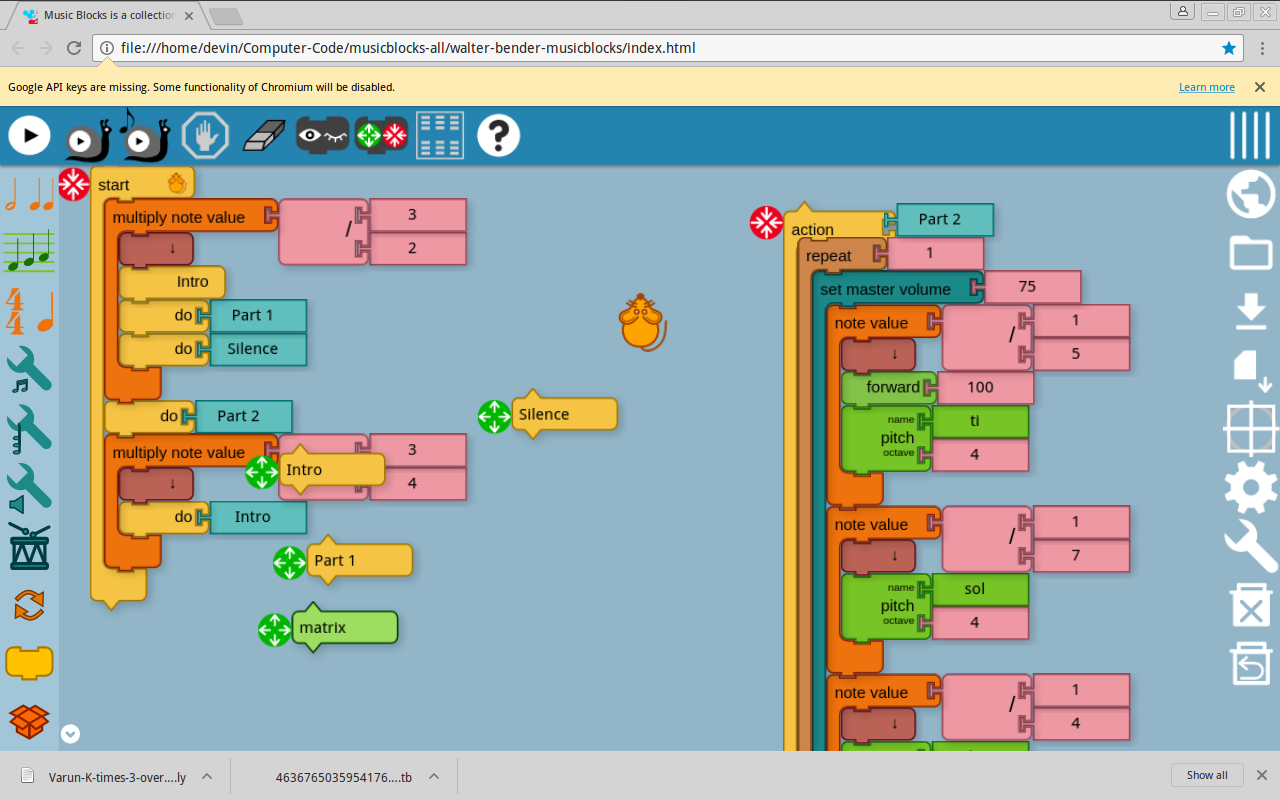 Music Blocks is a collection
file:///home/devin/Computer-Code/musicblocks-all/walter-bender-musicblocks/index.html
Google API keys are missing. Some functionality of Chromium will be disabled.
Learn more
?
4
4
start
multiply note value / 3
2
↓
Intro
do Part 1
do Silence
do Part 2
multiply note value 3
4
↓
do Intro
Intro
Silence
Part 1
matrix
action Part 2
repeat 1
set master volume 75
note value / 1
5
↓
forward 100
name ti
pitch
octave 4
note value / 1
7
↓
name sol
pitch
octave 4
note value / 1
4
↓
Varun-K-times-3-over....ly
4636765035954176....tb
Show all